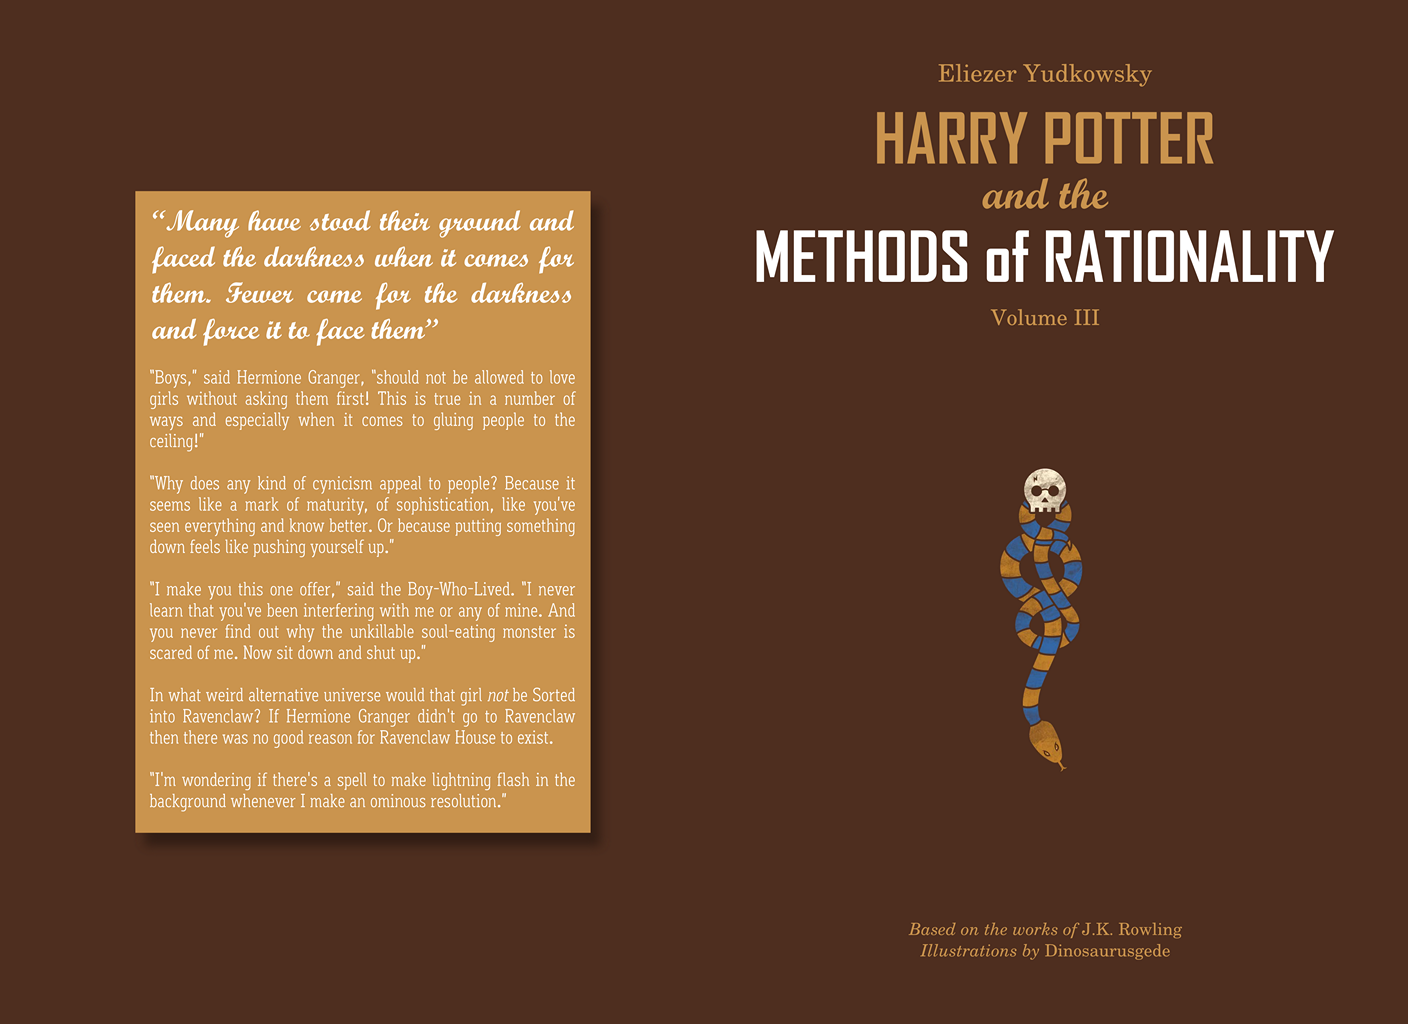 “Many have stood their ground and
faced the darkness when it comes for
them. Fewer come for the darkness
and force it to face them”
"Boys," said Hermione Granger, "should not be allowed to love
girls without asking them first! This is true in a number of
ways and especially when it comes to gluing people to the
ceiling!"
"Why does any kind of cynicism appeal to people? Because it
seems like a mark of maturity, of sophistication, like you've
seen everything and know better. Or because putting something
down feels like pushing yourself up."
"I make you this one offer," said the Boy-Who-Lived. "I never
learn that you've been interfering with me or any of mine. And
you never find out why the unkillable soul-eating monster is
scared of me. Now sit down and shut up."
In what weird alternative universe would that girl not be Sorted
into Ravenclaw? If Hermione Granger didn't go to Ravenclaw
then there was no good reason for Ravenclaw House to exist.
"I'm wondering if there's a spell to make lightning flash in the
background whenever I make an ominous resolution."
Eliezer Yudkowsky
HARRY POTTER
and the
METHODS of RATIONALITY
Volume III
Based on the works of J.K. Rowling
Illustrations by Dinosaurusgede